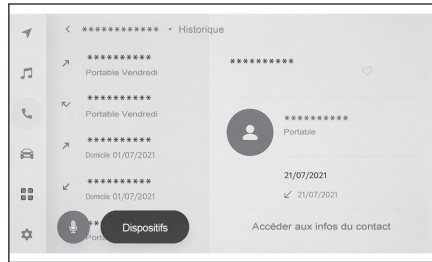 ************ • Historique
**********
Portable Vendredi
**********
Portable Vendredi
**********
Domicile 01/07/2021
**********
Domicile 01/07/2021
**
Porta
Dispositifs
**********
**********
Portable
21/07/2021
21/07/2021
Accéder aux infos du contact